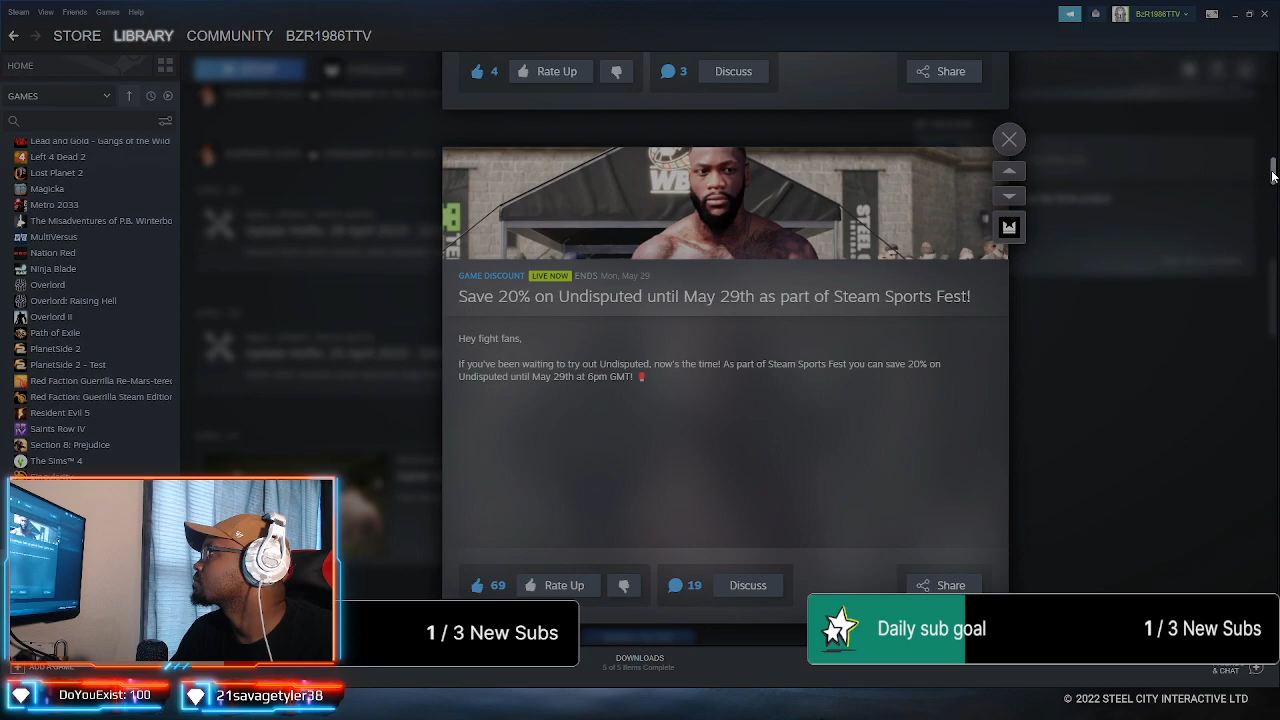 Steam View Friends Games Help
BZR1986TTV
STORE LIBRARY COMMUNITY BZR1986TTV
HOME
4 Rate Up 3 Discuss Share
GAMES
Lead and Gold - Gangs of the Wild
Left 4 Dead 2
Lost Planet 2
Magicka
Metro 2033
The Misadventures of P.B. Winterbo
MultiVersus
Nation Red
Ninja Blade
Overlord
Overlord: Raising Hell
Overlord II
Path of Exile
PlanetSide 2
PlanetSide 2 - Test
Red Faction Guerrilla Re-Mars-terec
Red Faction: Guerrilla Steam Edition
Resident Evil 5
Saints Row IV
Section 8: Prejudice
The Sims™ 4
Singularity
WB
GAME DISCOUNT LIVE NOW ENDS Mon, May 29
Save 20% on Undisputed until May 29th as part of Steam Sports Fest!
Hey fight fans,
If you've been waiting to try out Undisputed, now's the time! As part of Steam Sports Fest you can save 20% on
Undisputed until May 29th at 6pm GMT!
69 Rate Up 19 Discuss Share
1 / 3 New Subs
Daily sub goal 1 / 3 New Subs
DOWNLOADS
5 of 5 Items Complete
ADD A GAME
& CHAT
DoYouExist: 100
21savagetyler38
© 2022 STEEL CITY INTERACTIVE LTD